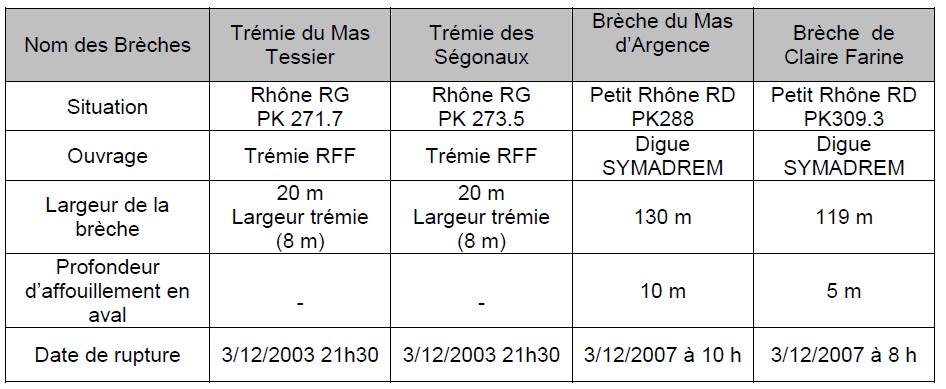 Nom des Brèches
Trémie du Mas
Tessier
Trémie des
Ségonaux
Brèche du Mas
d'Argence
Brèche de
Claire Farine
Situation
Rhône RG
PK 271.7
Rhône RG
PK 273.5
Petit Rhône RD
PK288
Petit Rhône RD
PK309.3
Ouvrage
Trémie RFF
Trémie RFF
Digue
SYMADREM
Digue
SYMADREM
Largeur de la
brèche
20 m
Largeur trémie
(8 m)
20 m
Largeur trémie
(8 m)
130 m
119 m
Profondeur
d'affouillement en
aval
-
-
10 m
5 m
Date de rupture
3/12/2003 21h30
3/12/2003 21h30
3/12/2007 à 10 h
3/12/2007 à 8 h